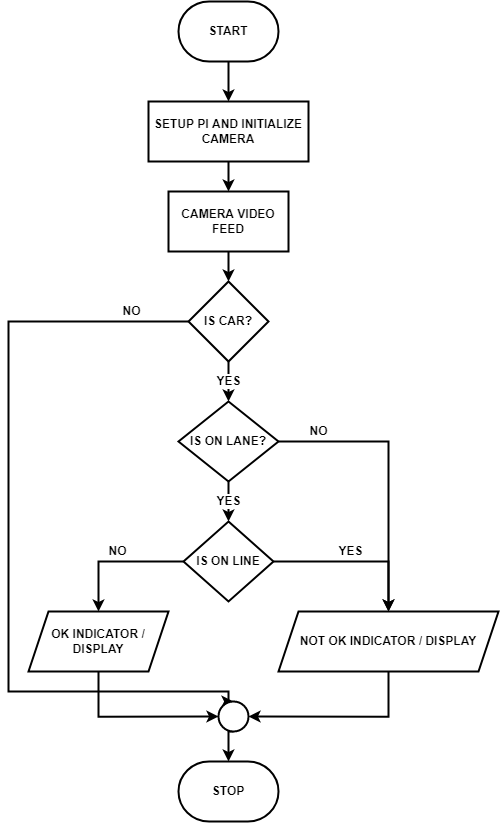 START
SETUP PI AND INITIALIZE
CAMERA
CAMERA VIDEO
FEED
NO
IS CAR?
YES
NO
IS ON LANE?
YES
NO
YES
IS ON LINE
OK INDICATOR /
DISPLAY
NOT OK INDICATOR / DISPLAY
STOP